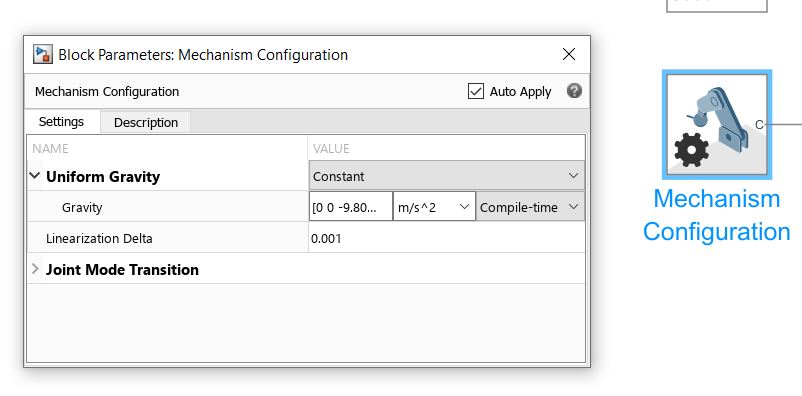 Block Parameters: Mechanism Configuration
Mechanism Configuration
Auto Apply
Settings
Description
NAME
VALUE
Uniform Gravity
Constant
Gravity
[0 0 -9.80...
m/s^2
Compile-time
Linearization Delta
0.001
Joint Mode Transition
C
Mechanism
Configuration